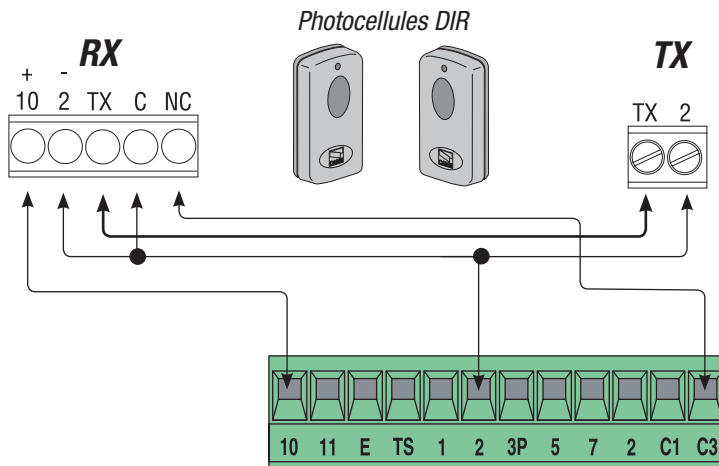 Photocellules DIR
RX
TX
+ -
10 2 TX C NC
TX 2
10 11 E TS 1 2 3P 5 7 2 C1 C3